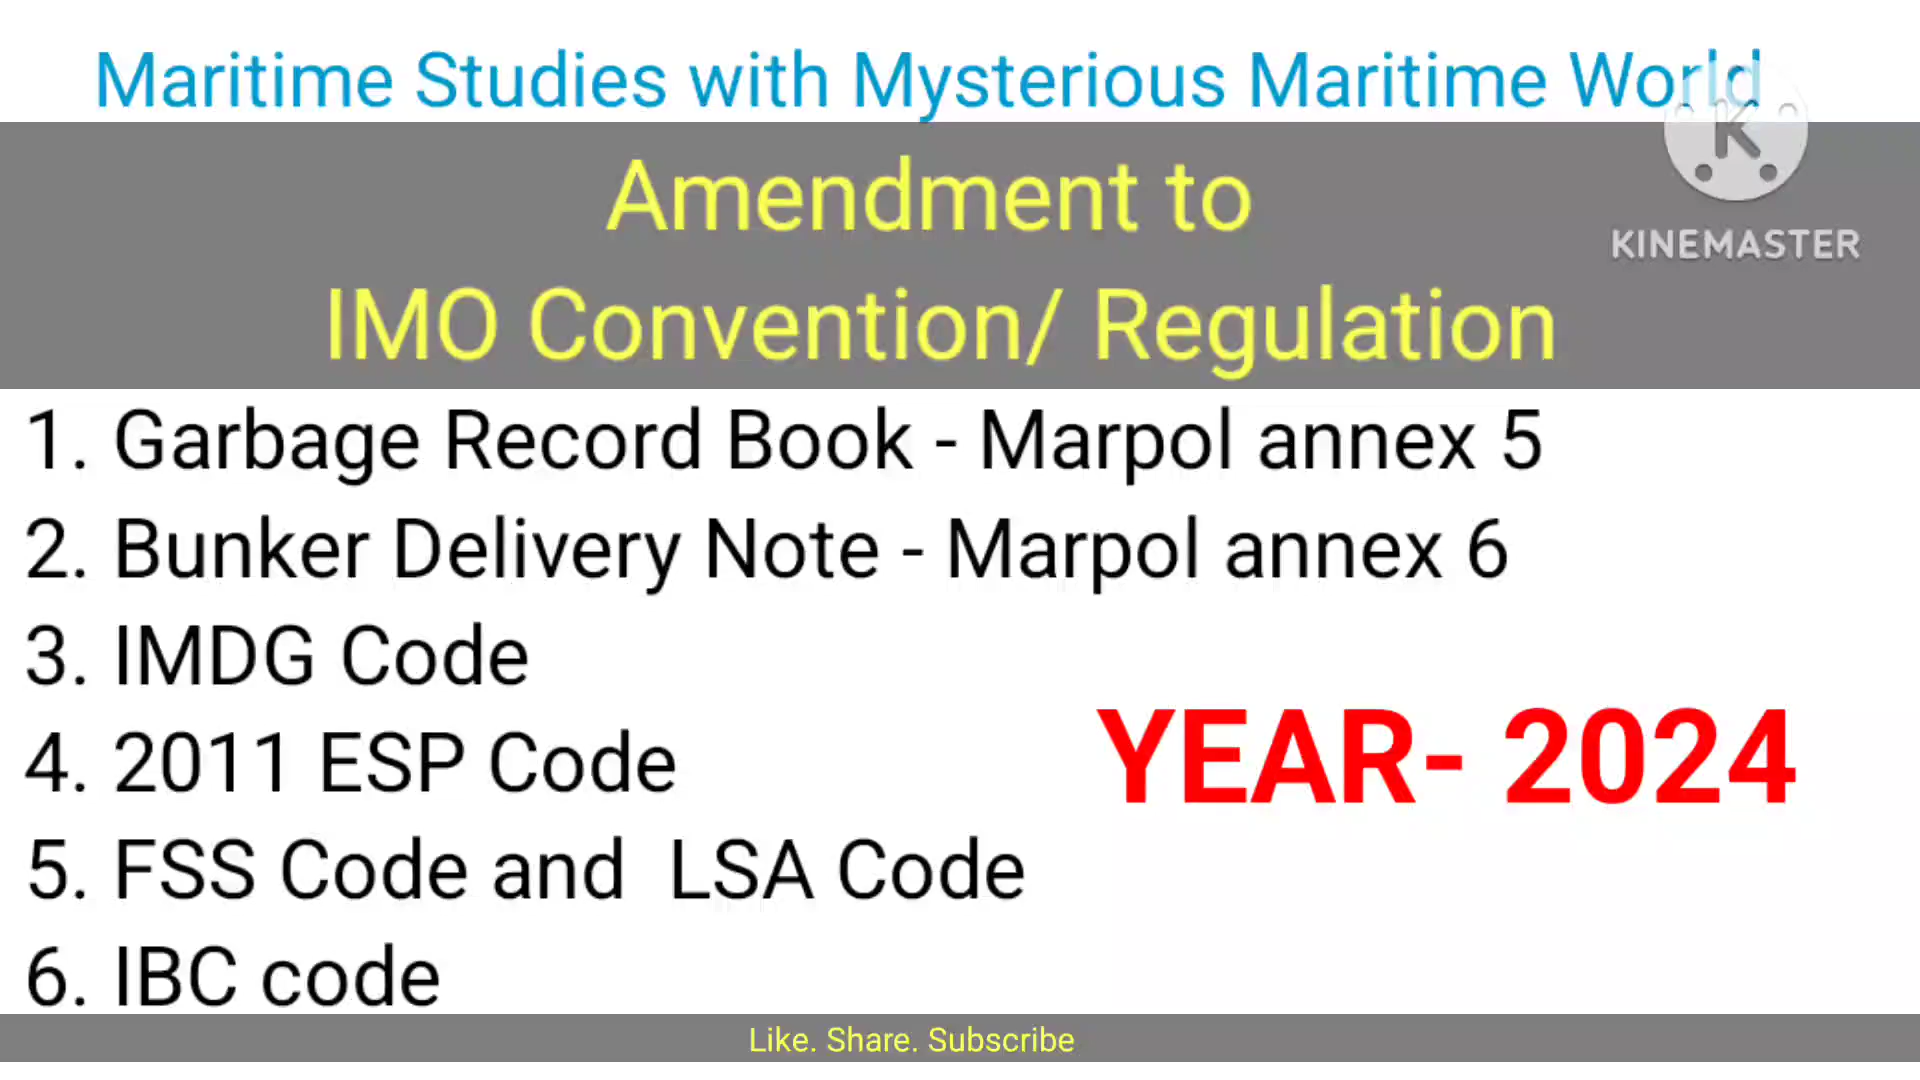 Maritime Studies with Mysterious Maritime World
Amendment to
IMO Convention/ Regulation
KINEMASTER
1. Garbage Record Book - Marpol annex 5
2. Bunker Delivery Note - Marpol annex 6
3. IMDG Code
4. 2011 ESP Code
YEAR- 2024
5. FSS Code and  LSA Code
6. IBC code
Like. Share. Subscribe